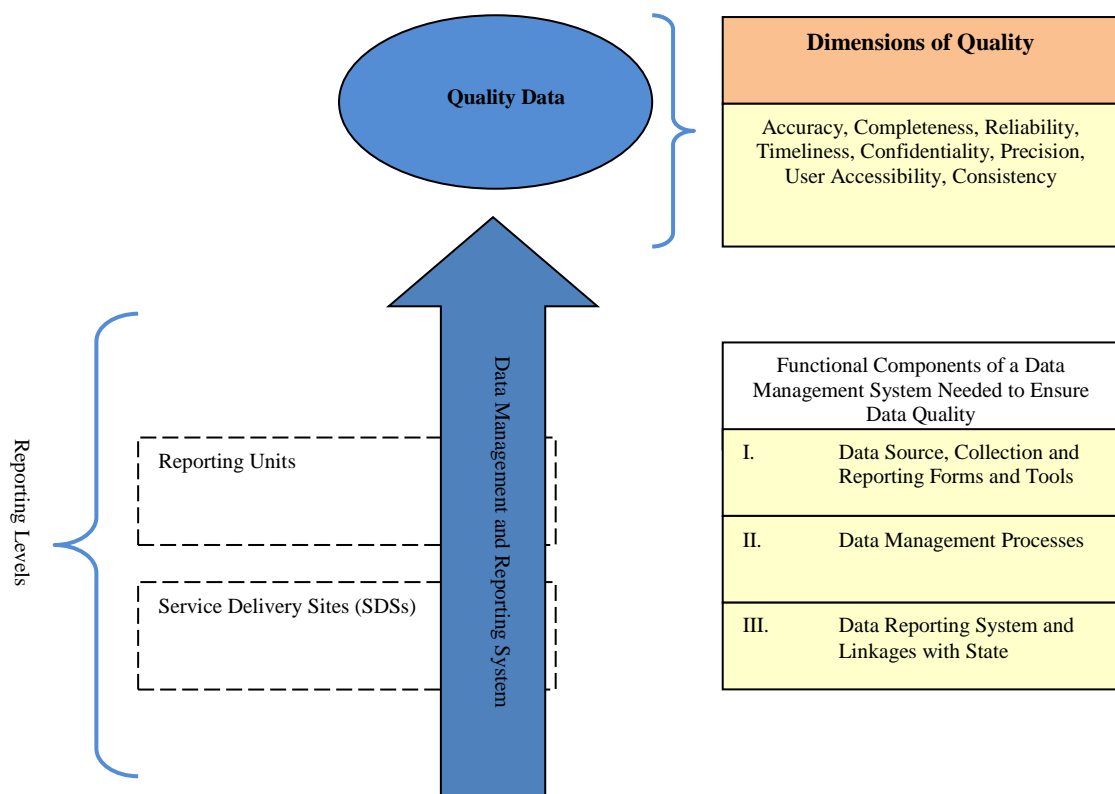 Quality Data
Dimensions of Quality
Accuracy, Completeness, Reliability,
Timeliness, Confidentiality, Precision,
User Accessibility, Consistency
Reporting Levels
Reporting Units
Service Delivery Sites (SDSs)
Data Management and Reporting System
Functional Components of a Data
Management System Needed to Ensure
Data Quality
I. Data Source, Collection and
Reporting Forms and Tools
II. Data Management Processes
III. Data Reporting System and
Linkages with State